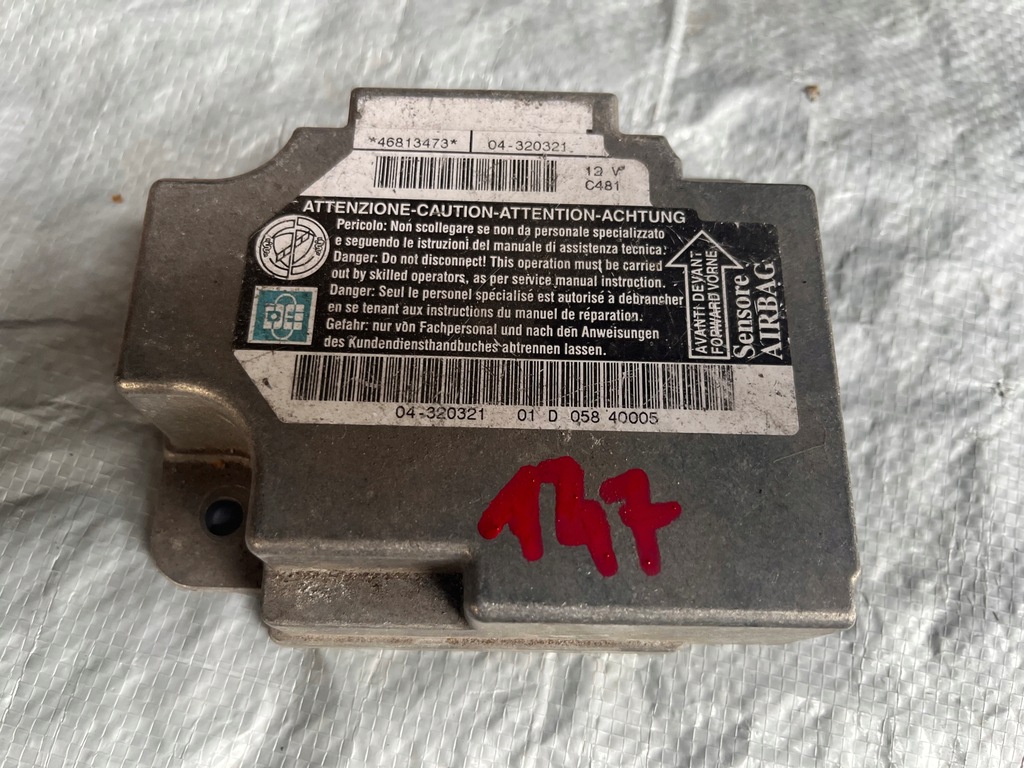 *46813473* 04-320321
12 V
C481
ATTENZIONE-CAUTION-ATTENTION-ACHTUNG
Pericolo: Non scollegare se non da personale specializzato
e seguendo le istruzioni del manuale di assistenza tecnica.
Danger: Do not disconnect! This operation must be carried
out by skilled operators, as per service manual instruction.
Danger: Seul le personel spécialisé est autorisé à débrancher
en se tenant aux instructions du manuel de réparation.
Gefahr: nur von Fachpersonal und nach den Anweisungen
des Kundendiensthandbuches abtrennen lassen.
AVANTI DEVANT
FORWARD VORNE
Sensore
AIRBAG
04-320321 01 D 058 40005
147